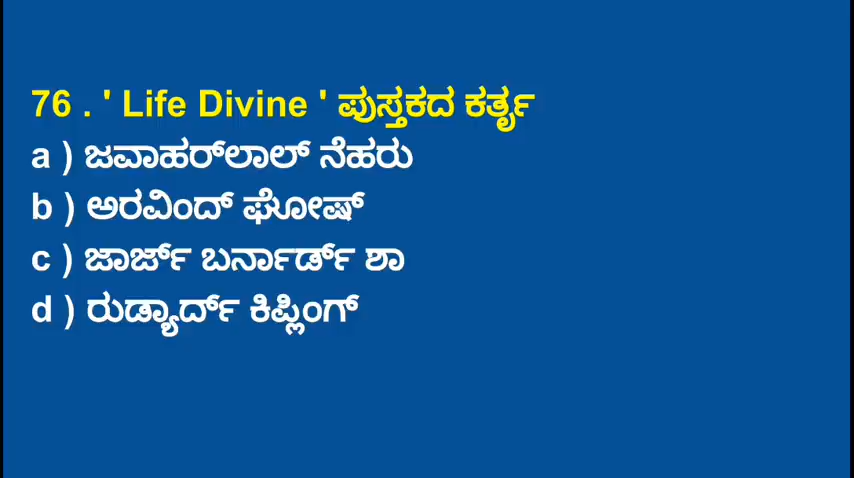 76 . ' Life Divine ' ಪುಸ್ತಕದ ಕರ್ತೃ
a ) ಜವಾಹರ್‌ಲಾಲ್ ನೆಹರು
b ) ಅರವಿಂದ್ ಘೋಷ್
c ) ಜಾರ್ಜ್ ಬರ್ನಾರ್ಡ್ ಶಾ
d ) ರುಡ್ಯಾರ್ದ್ ಕಿಪ್ಲಿಂಗ್